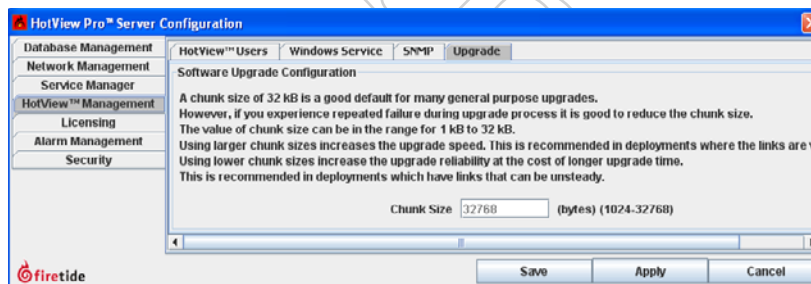 HotView Pro™ Server Configuration
Database Management
Network Management
Service Manager
HotView™ Management
Licensing
Alarm Management
Security
HotView™ Users
Windows Service
SNMP
Upgrade
Software Upgrade Configuration
A chunk size of 32 kB is a good default for many general purpose upgrades.
However, if you experience repeated failure during upgrade process it is good to reduce the chunk size.
The value of chunk size can be in the range for 1 kB to 32 kB.
Using larger chunk sizes increases the upgrade speed. This is recommended in deployments where the links are
Using lower chunk sizes increase the upgrade reliability at the cost of longer upgrade time.
This is recommended in deployments which have links that can be unsteady.
Chunk Size 32768 (bytes) (1024-32768)
firetide
Save
Apply
Cancel